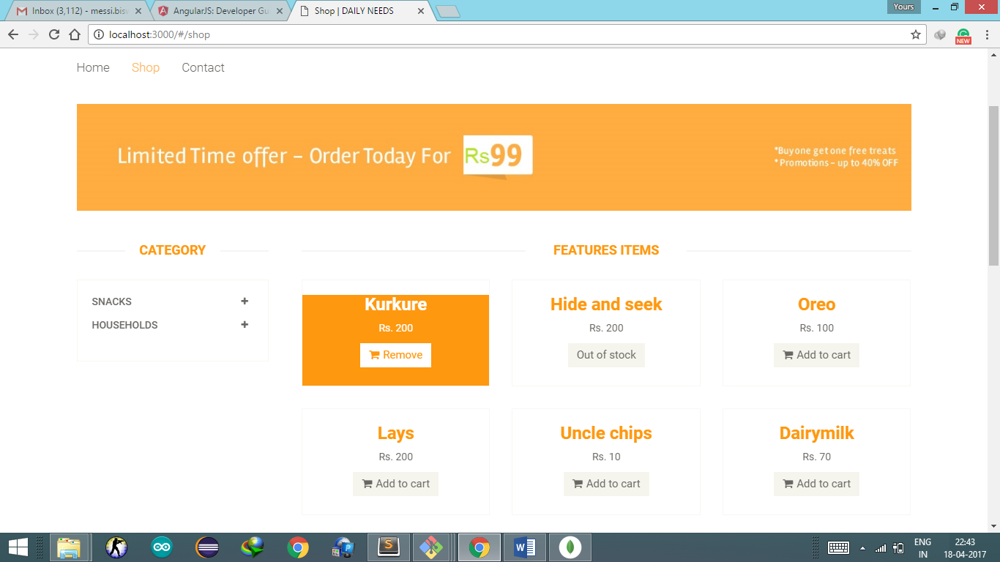 Inbox (3,112) - messi.bis
AngularJS: Developer Gu
Shop | DAILY NEEDS
Yours
localhost:3000/#/shop
NEW
Home Shop Contact
Limited Time offer – Order Today For Rs99
*Buy one get one free treats
* Promotions – up to 40% OFF
CATEGORY
FEATURES ITEMS
SNACKS
HOUSEHOLDS
Kurkure
Rs. 200
Remove
Hide and seek
Rs. 200
Out of stock
Oreo
Rs. 100
Add to cart
Lays
Rs. 200
Add to cart
Uncle chips
Rs. 10
Add to cart
Dairymilk
Rs. 70
Add to cart
ENG
IN
22:43
18-04-2017